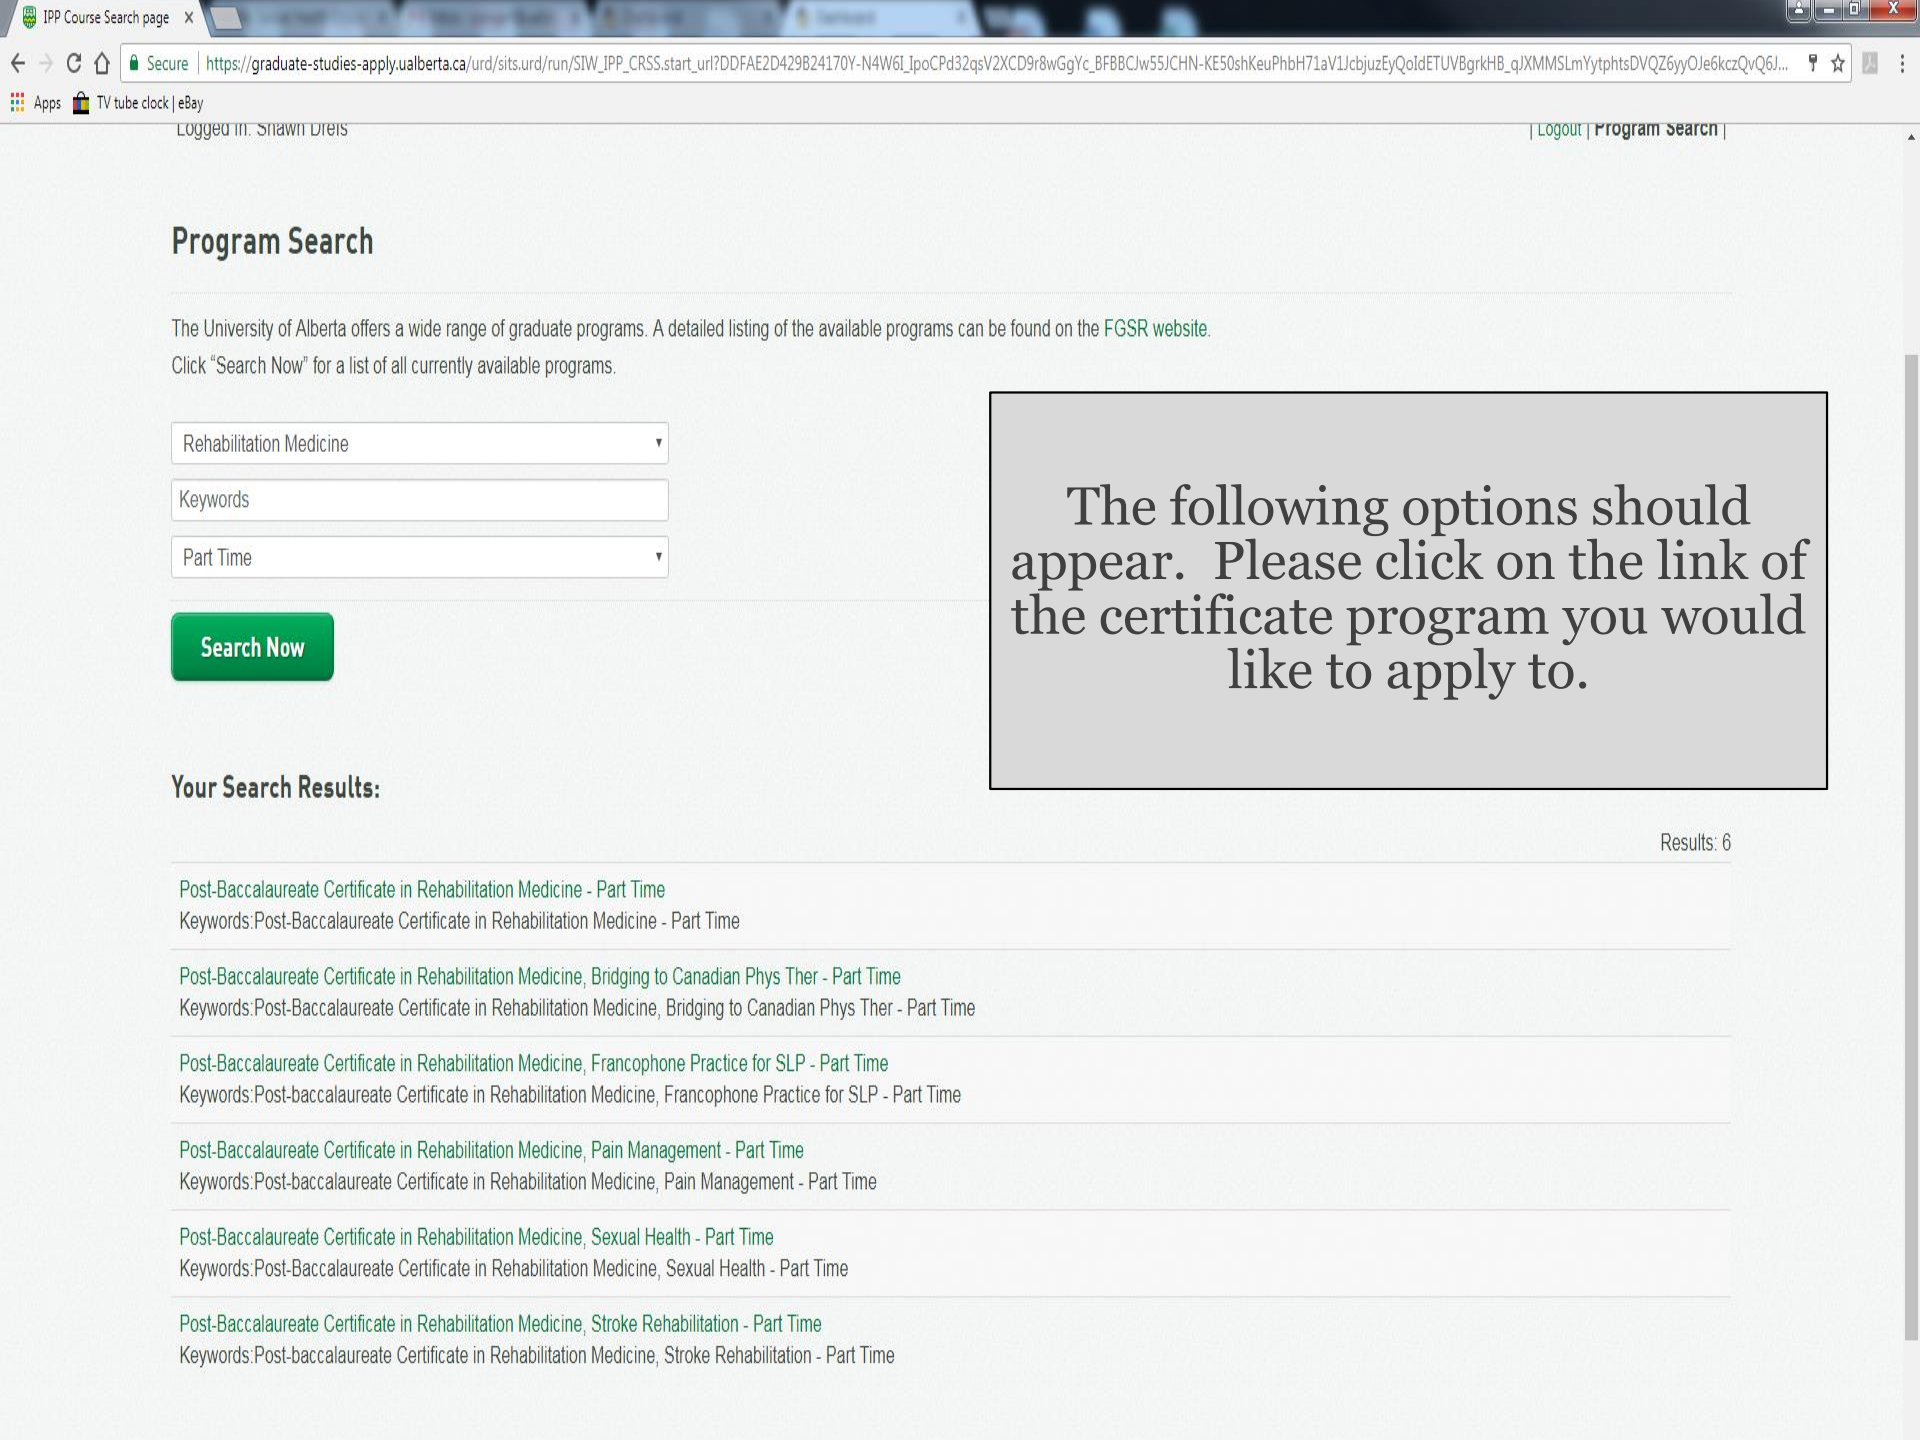 IPP Course Search page
Secure | https://graduate-studies-apply.ualberta.ca/urd/sits.urd/run/SIW_IPP_CRSS.start_url?DDFAE2D429B24170Y-N4W6I_IpoCPd32qsV2XCD9r8wGgYc_BFBBCJw55JCHN-KE50shKeuPhbH71aV1JcbjuzEyQoIdETUVBgrkHB_qJXMMSLmYytphtsDVQZ6yyOJe6kczQvQ6J...
Apps TV tube clock | eBay
Logged in: Shawn Dreis
| Logout | Program Search |
Program Search
The University of Alberta offers a wide range of graduate programs. A detailed listing of the available programs can be found on the FGSR website.
Click “Search Now” for a list of all currently available programs.
Rehabilitation Medicine
Keywords
Part Time
Search Now
The following options should
appear.  Please click on the link of
the certificate program you would
like to apply to.
Your Search Results:
Results: 6
Post-Baccalaureate Certificate in Rehabilitation Medicine - Part Time
Keywords:Post-Baccalaureate Certificate in Rehabilitation Medicine - Part Time
Post-Baccalaureate Certificate in Rehabilitation Medicine, Bridging to Canadian Phys Ther - Part Time
Keywords:Post-Baccalaureate Certificate in Rehabilitation Medicine, Bridging to Canadian Phys Ther - Part Time
Post-Baccalaureate Certificate in Rehabilitation Medicine, Francophone Practice for SLP - Part Time
Keywords:Post-baccalaureate Certificate in Rehabilitation Medicine, Francophone Practice for SLP - Part Time
Post-Baccalaureate Certificate in Rehabilitation Medicine, Pain Management - Part Time
Keywords:Post-baccalaureate Certificate in Rehabilitation Medicine, Pain Management - Part Time
Post-Baccalaureate Certificate in Rehabilitation Medicine, Sexual Health - Part Time
Keywords:Post-Baccalaureate Certificate in Rehabilitation Medicine, Sexual Health - Part Time
Post-Baccalaureate Certificate in Rehabilitation Medicine, Stroke Rehabilitation - Part Time
Keywords:Post-baccalaureate Certificate in Rehabilitation Medicine, Stroke Rehabilitation - Part Time